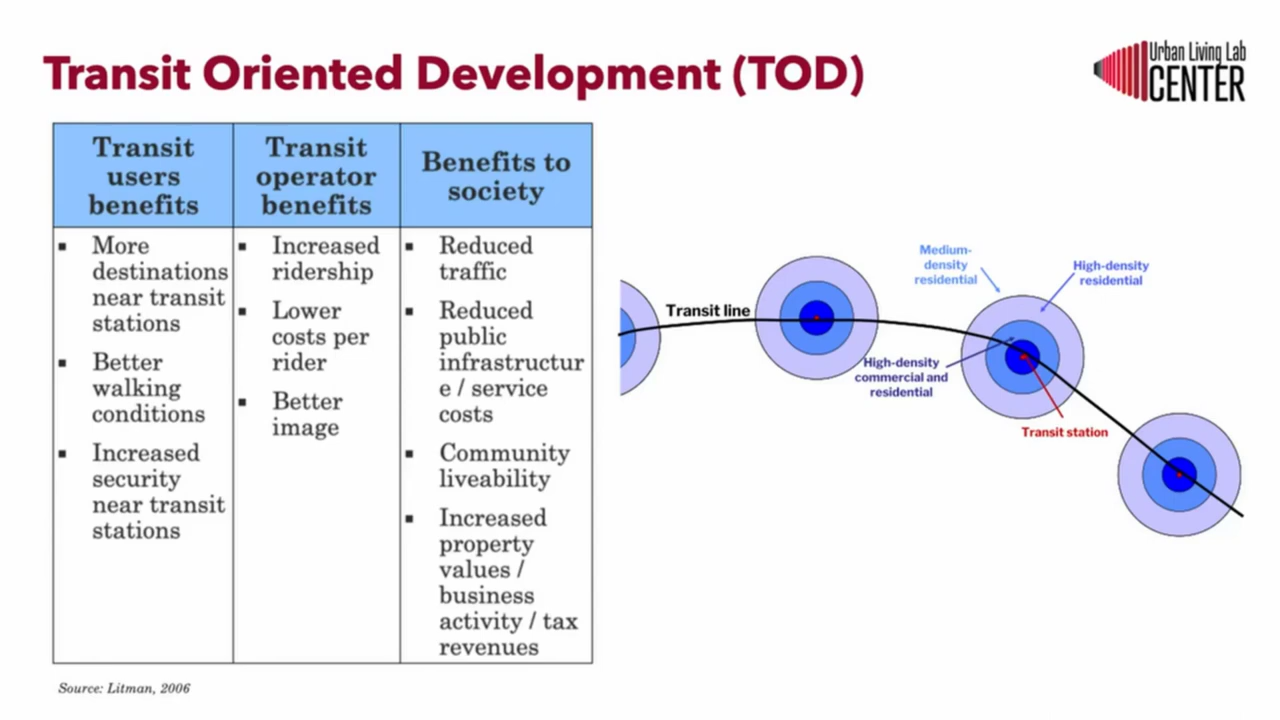 Transit Oriented Development (TOD)
Urban Living Lab
CENTER
Transit
users
benefits
▪ More
destinations
near transit
stations
▪ Better
walking
conditions
▪ Increased
security
near transit
stations
Transit
operator
benefits
▪ Increased
ridership
▪ Lower
costs per
rider
▪ Better
image
Benefits to
society
▪ Reduced
traffic
▪ Reduced
public
infrastructur
e / service
costs
▪ Community
liveability
▪ Increased
property
values /
business
activity / tax
revenues
Source: Litman, 2006
Transit line
Medium-
density
residential
High-density
residential
High-density
commercial and
residential
Transit station